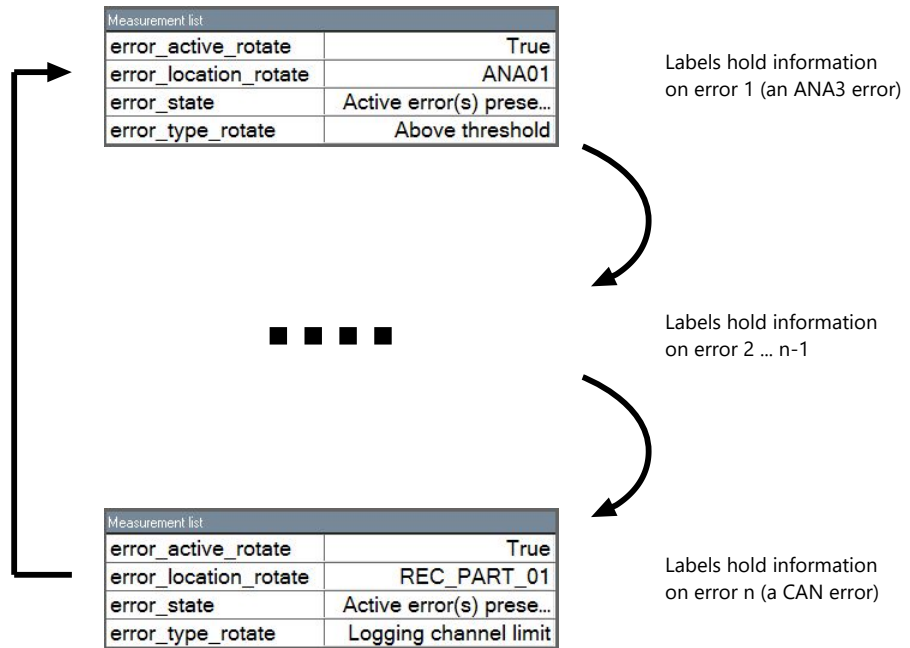 Measurement list
error_active_rotate True
error_location_rotate ANA01
error_state Active error(s) prese...
error_type_rotate Above threshold
Labels hold information
on error 1 (an ANA3 error)
Labels hold information
on error 2 ... n-1
Measurement list
error_active_rotate True
error_location_rotate REC_PART_01
error_state Active error(s) prese...
error_type_rotate Logging channel limit
Labels hold information
on error n (a CAN error)